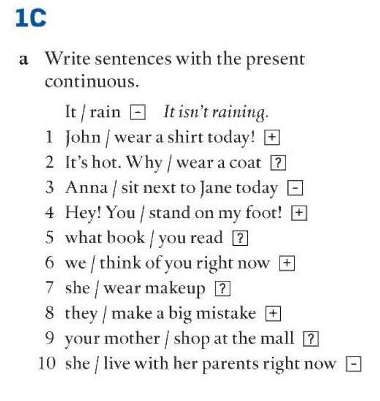 1C
a Write sentences with the present
continuous.
It / rain [-] It isn't raining.
1 John / wear a shirt today! [+]
2 It's hot. Why / wear a coat [?]
3 Anna / sit next to Jane today [-]
4 Hey! You / stand on my foot! [+]
5 what book / you read [?]
6 we / think of you right now [+]
7 she / wear makeup [?]
8 they / make a big mistake [+]
9 your mother / shop at the mall [?]
10 she / live with her parents right now [-]